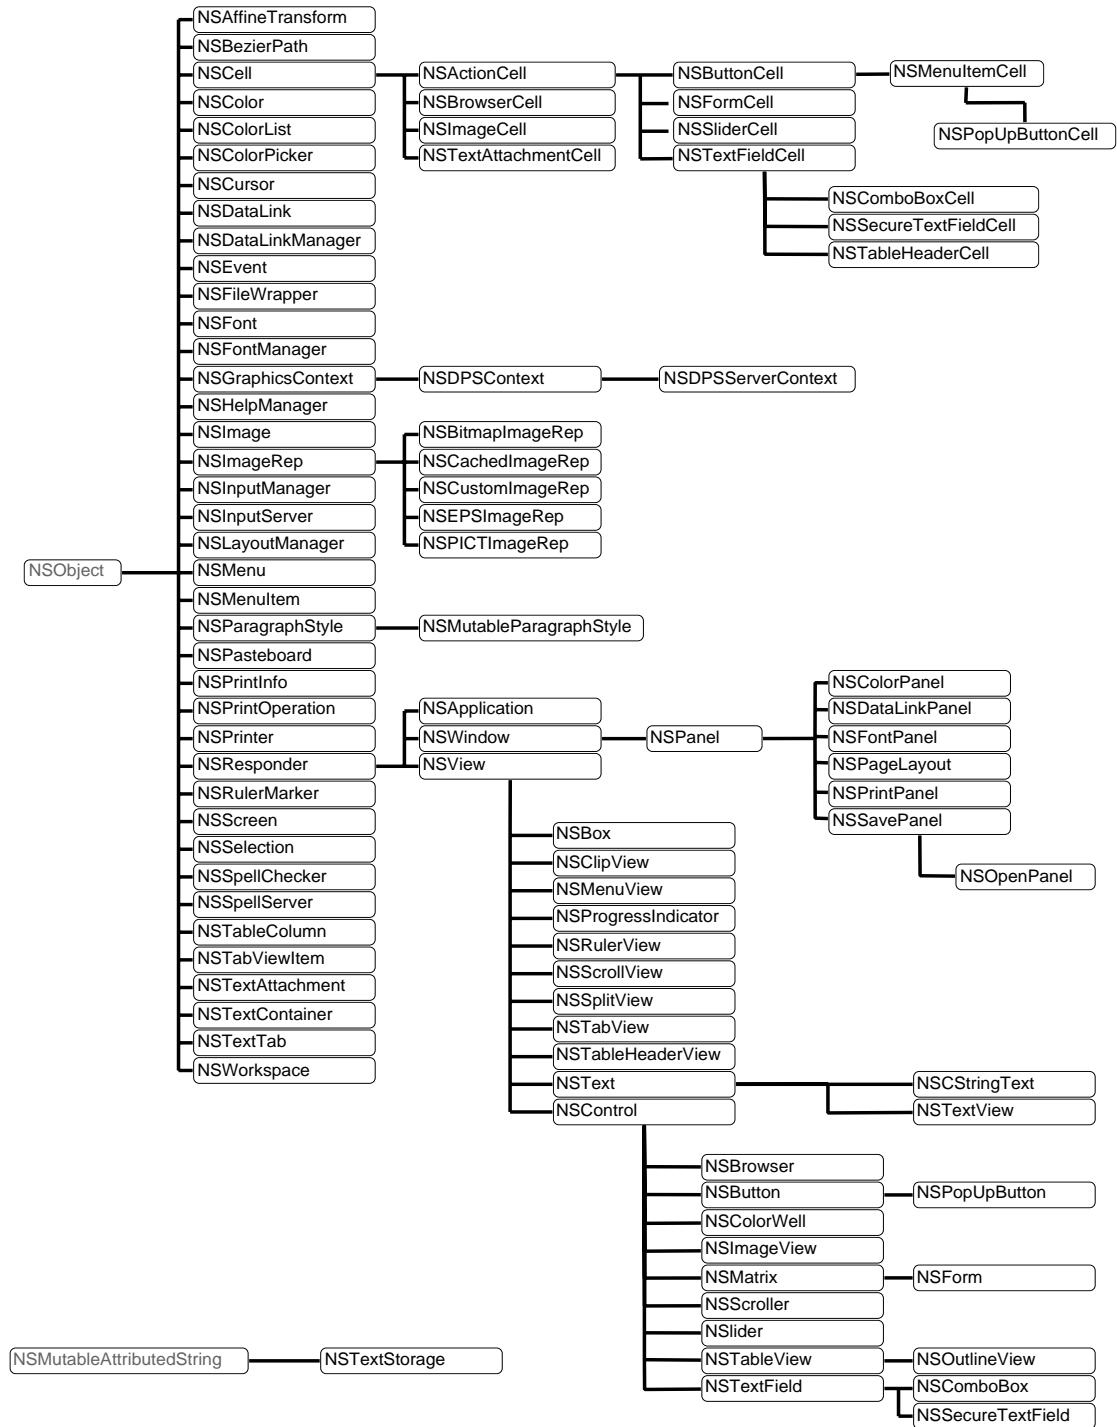 NSAffineTransform
NSBezierPath
NSCell
NSActionCell
NSButtonCell
NSMenuItemCell
NSColor
NSBrowserCell
NSFormCell
NSColorList
NSImageCell
NSSliderCell
NSPopUpButtonCell
NSColorPicker
NSTextAttachmentCell
NSTextFieldCell
NSCursor
NSComboBoxCell
NSDataLink
NSSecureTextFieldCell
NSDataLinkManager
NSTableHeaderCell
NSEvent
NSFileWrapper
NSFont
NSFontManager
NSGraphicsContext
NSDPSContext
NSDPSServerContext
NSHelpManager
NSImage
NSBitmapImageRep
NSImageRep
NSCachedImageRep
NSInputManager
NSCustomImageRep
NSInputServer
NSEPSImageRep
NSLayoutManager
NSPICTImageRep
NSObject
NSMenu
NSMenuItem
NSParagraphStyle
NSMutableParagraphStyle
NSPasteboard
NSPrintInfo
NSColorPanel
NSPrintOperation
NSApplication
NSDataLinkPanel
NSPrinter
NSWindow
NSPanel
NSFontPanel
NSResponder
NSView
NSPageLayout
NSRulerMarker
NSPrintPanel
NSScreen
NSSavePanel
NSBox
NSSelection
NSClipView
NSSpellChecker
NSOpenPanel
NSMenuView
NSSpellServer
NSProgressIndicator
NSTableColumn
NSRulerView
NSTabViewItem
NSScrollView
NSTextAttachment
NSSplitView
NSTextContainer
NSTabView
NSTextTab
NSTableHeaderView
NSWorkspace
NSText
NSCStringText
NSControl
NSTextView
NSBrowser
NSButton
NSPopUpButton
NSColorWell
NSImageView
NSMatrix
NSForm
NSScroller
NSlider
NSMutableAttributedString
NSTextStorage
NSTableView
NSOutlineView
NSTextField
NSComboBox
NSSecureTextField